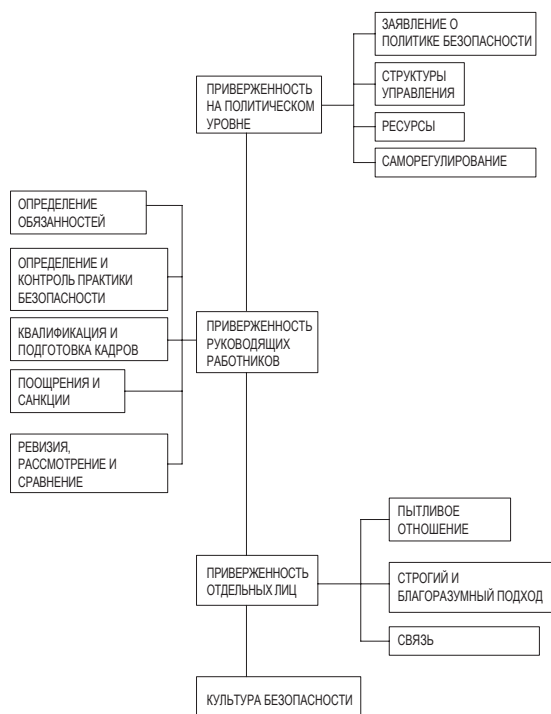 ЗАЯВЛЕНИЕ О
ПОЛИТИКЕ БЕЗОПАСНОСТИ
ПРИВЕРЖЕННОСТЬ
НА ПОЛИТИЧЕСКОМ
УРОВНЕ
СТРУКТУРЫ
УПРАВЛЕНИЯ
РЕСУРСЫ
САМОРЕГУЛИРОВАНИЕ
ОПРЕДЕЛЕНИЕ
ОБЯЗАННОСТЕЙ
ОПРЕДЕЛЕНИЕ И
КОНТРОЛЬ ПРАКТИКИ
БЕЗОПАСНОСТИ
КВАЛИФИКАЦИЯ И
ПОДГОТОВКА КАДРОВ
ПРИВЕРЖЕННОСТЬ
РУКОВОДЯЩИХ
РАБОТНИКОВ
ПООЩРЕНИЯ И
САНКЦИИ
РЕВИЗИЯ,
РАССМОТРЕНИЕ И
СРАВНЕНИЕ
ПЫТЛИВОЕ
ОТНОШЕНИЕ
ПРИВЕРЖЕННОСТЬ
ОТДЕЛЬНЫХ ЛИЦ
СТРОГИЙ И
БЛАГОРАЗУМНЫЙ ПОДХОД
СВЯЗЬ
КУЛЬТУРА БЕЗОПАСНОСТИ